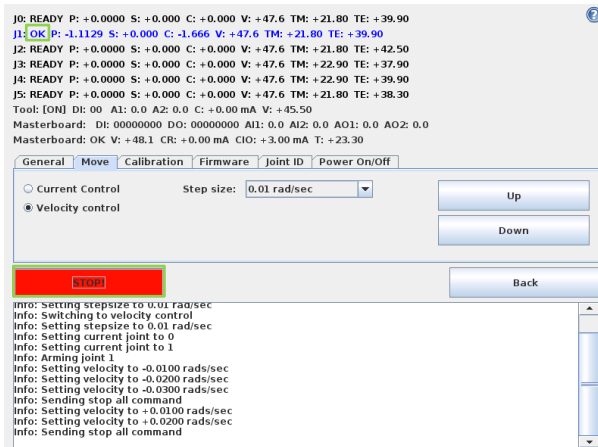 J0: READY P: +0.0000 S: +0.000 C: +0.000 V: +47.6 TM: +21.80 TE: +39.90
J1: OK P: -1.1129 S: +0.000 C: -1.666 V: +47.6 TM: +21.80 TE: +39.90
J2: READY P: +0.0000 S: +0.000 C: +0.000 V: +47.6 TM: +21.80 TE: +42.50
J3: READY P: +0.0000 S: +0.000 C: +0.000 V: +47.6 TM: +22.90 TE: +37.90
J4: READY P: +0.0000 S: +0.000 C: +0.000 V: +47.6 TM: +22.90 TE: +39.90
J5: READY P: +0.0000 S: +0.000 C: +0.000 V: +47.6 TM: +21.80 TE: +38.30
Tool: [ON] DI: 00 A1: 0.0 A2: 0.0 C: +0.00 mA V: +45.50
Masterboard: DI: 00000000 DO: 00000000 AI1: 0.0 AI2: 0.0 AO1: 0.0 AO2: 0.0
Masterboard: OK V: +48.1 CR: +0.00 mA CIO: +3.00 mA T: +23.30
General Move Calibration Firmware Joint ID Power On/Off
Current Control Step size: 0.01 rad/sec
Velocity control
Up
Down
STOP! Back
Info: Setting stepsize to 0.01 rad/sec
Info: Switching to velocity control
Info: Setting stepsize to 0.01 rad/sec
Info: Setting current joint to 0
Info: Setting current joint to 1
Info: Arming joint 1
Info: Setting velocity to -0.0100 rads/sec
Info: Setting velocity to -0.0200 rads/sec
Info: Setting velocity to -0.0300 rads/sec
Info: Sending stop all command
Info: Setting velocity to +0.0100 rads/sec
Info: Setting velocity to +0.0200 rads/sec
Info: Sending stop all command